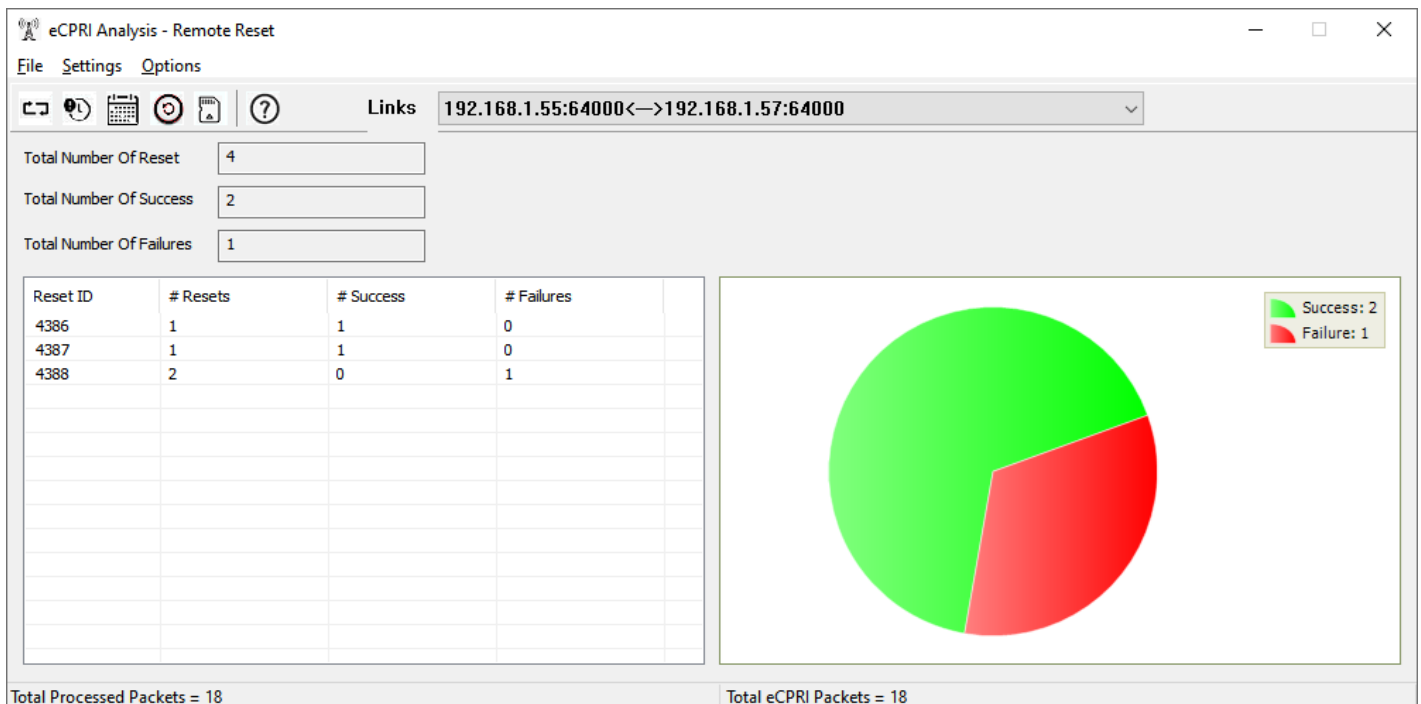 eCPRI Analysis - Remote Reset
File Settings Options
Links 192.168.1.55:64000<—>192.168.1.57:64000
Total Number Of Reset 4
Total Number Of Success 2
Total Number Of Failures 1
Reset ID # Resets # Success # Failures
4386 1 1 0
4387 1 1 0
4388 2 0 1
Success: 2
Failure: 1
Total Processed Packets = 18 Total eCPRI Packets = 18